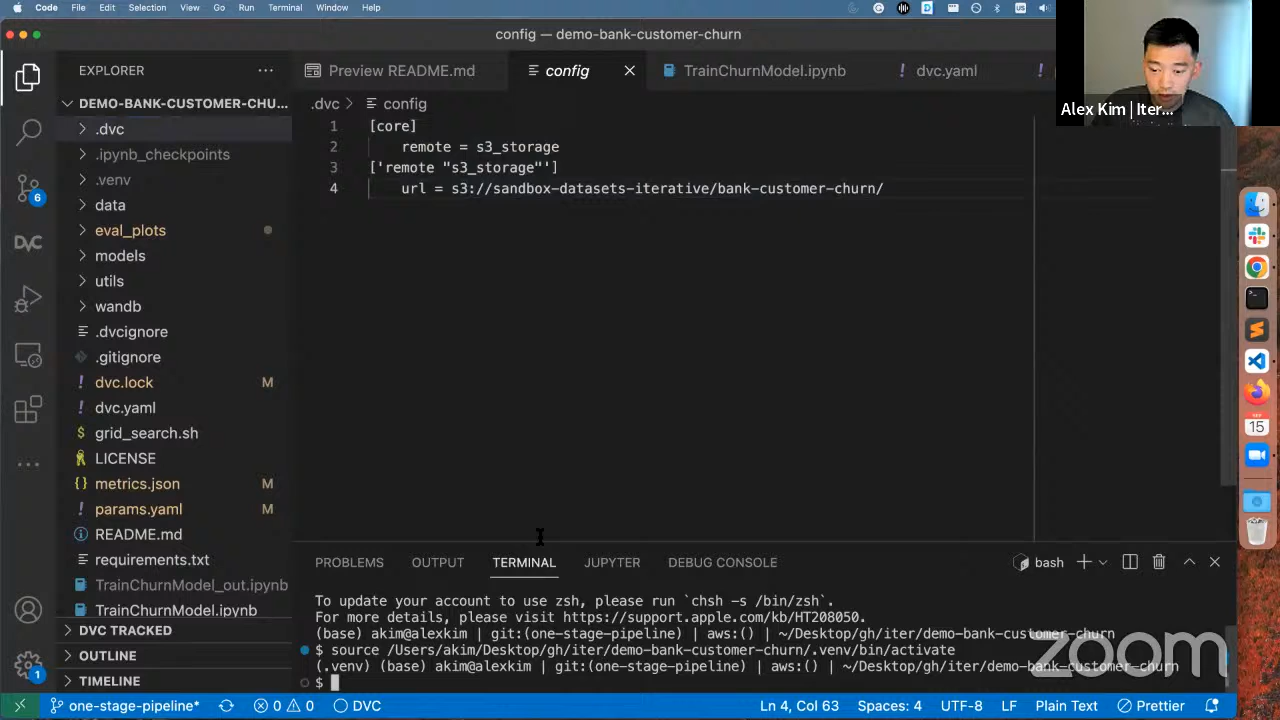 Code File Edit Selection View Go Run Terminal Window Help
config — demo-bank-customer-churn
Alex Kim | Iter...
EXPLORER
DEMO-BANK-CUSTOMER-CHU...
.dvc
.ipynb_checkpoints
.venv
data
eval_plots
models
utils
wandb
.dvcignore
.gitignore
dvc.lock M
dvc.yaml
grid_search.sh
LICENSE
metrics.json M
params.yaml M
README.md
requirements.txt
TrainChurnModel_out.ipynb
TrainChurnModel.ipynb
DVC TRACKED
OUTLINE
TIMELINE
6
DVC
1
Preview README.md config TrainChurnModel.ipynb dvc.yaml
.dvc > config
1 [core]
2 remote = s3_storage
3 ['remote "s3_storage"']
4 url = s3://sandbox-datasets-iterative/bank-customer-churn/
PROBLEMS OUTPUT TERMINAL JUPYTER DEBUG CONSOLE bash
To update your account to use zsh, please run `chsh -s /bin/zsh`.
For more details, please visit https://support.apple.com/kb/HT208050.
(base) akim@alexkim | git:(one-stage-pipeline) | aws:() | ~/Desktop/gh/iter/demo-bank-customer-churn
$ source /Users/akim/Desktop/gh/iter/demo-bank-customer-churn/.venv/bin/activate
(.venv) (base) akim@alexkim | git:(one-stage-pipeline) | aws:() | ~/Desktop/gh/iter/demo-bank-customer-churn
$
zoom
15
one-stage-pipeline* 0 0 DVC Ln 4, Col 63 Spaces: 4 UTF-8 LF Plain Text Prettier